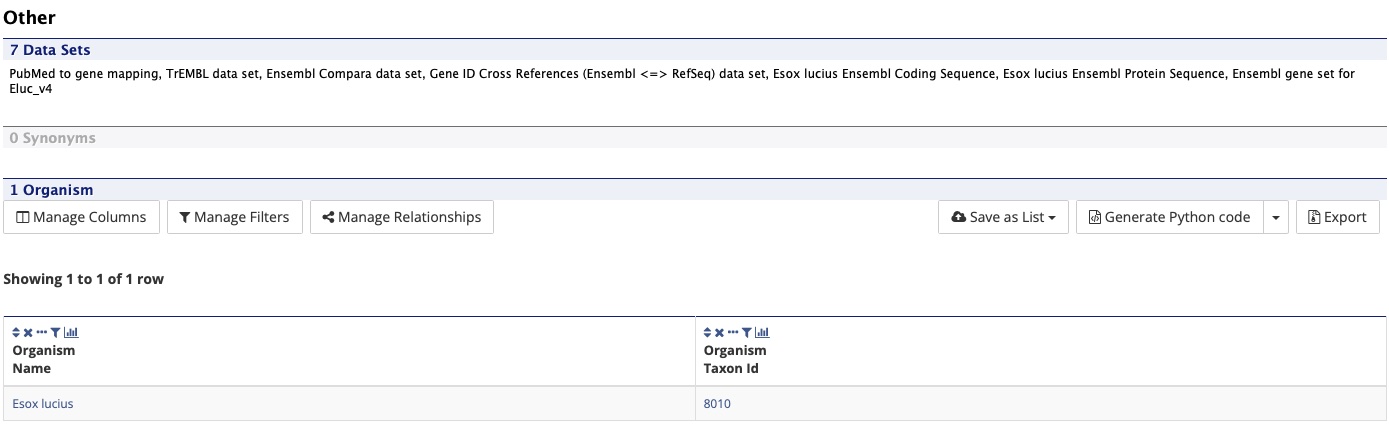 Other
7 Data Sets
PubMed to gene mapping, TrEMBL data set, Ensembl Compara data set, Gene ID Cross References (Ensembl <=> RefSeq) data set, Esox lucius Ensembl Coding Sequence, Esox lucius Ensembl Protein Sequence, Ensembl gene set for
Eluc_v4
0 Synonyms
1 Organism
Manage Columns Manage Filters Manage Relationships Save as List Generate Python code Export
Showing 1 to 1 of 1 row
Organism Organism
Name Taxon Id
Esox lucius 8010